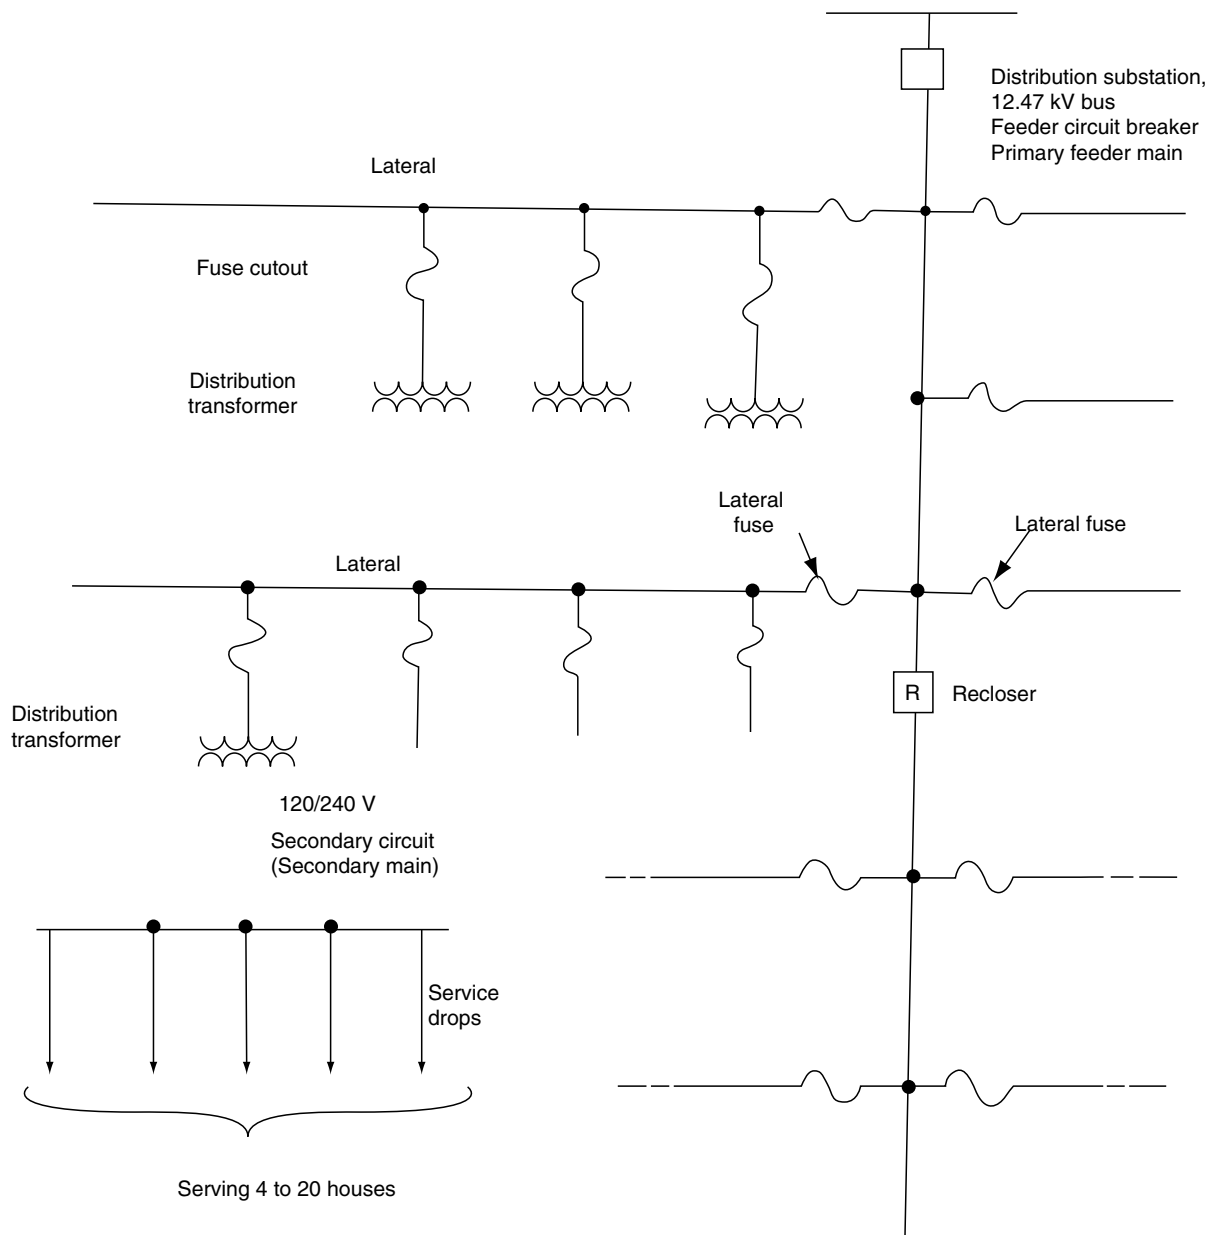 Distribution substation,
12.47 kV bus
Feeder circuit breaker
Primary feeder main
Lateral
Fuse cutout
Distribution
transformer
Lateral
fuse
Lateral fuse
Lateral
R
Recloser
Distribution
transformer
120/240 V
Secondary circuit
(Secondary main)
Service
drops
Serving 4 to 20 houses